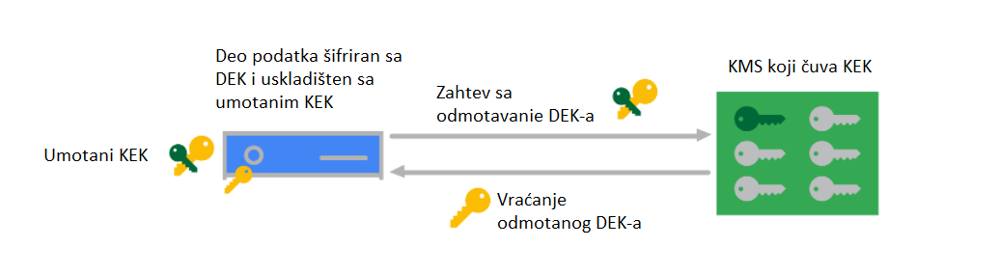 Deo podatka šifriran sa
DEK i uskladišten sa
umotanim KEK
Umotani KEK
Zahtev sa
odmotavanie DEK-a
Vraćanje
odmotanog DEK-a
KMS koji čuva KEK